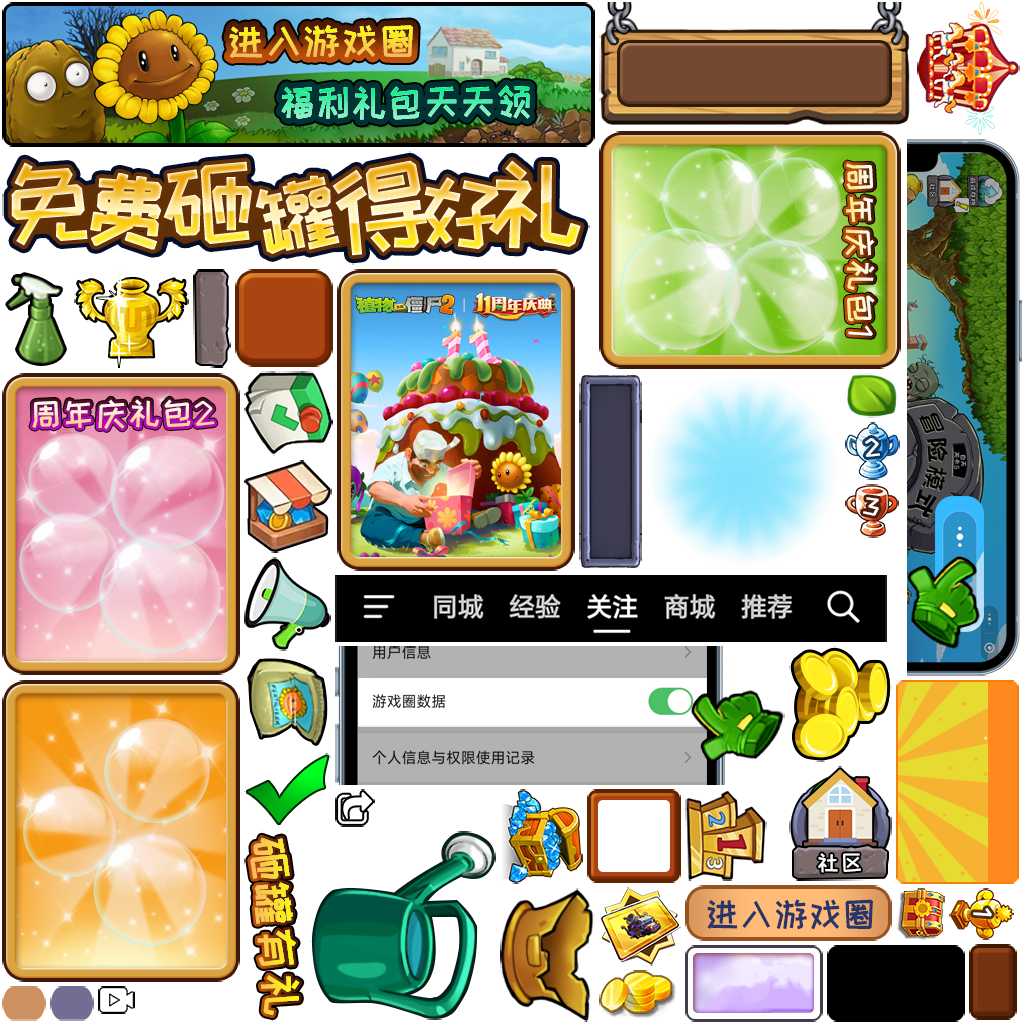 进入游戏圈
福利礼包天天领
免费砸罐得好礼
周年庆礼包1
植物大战僵尸2
11周年庆典
周年庆礼包2
冒险模式
N
M
同城 经验 关注 商城 推荐
用户信息
游戏圈数据
个人信息与权限使用记录
2
1
3
社区
砸罐有礼
进入游戏圈
1